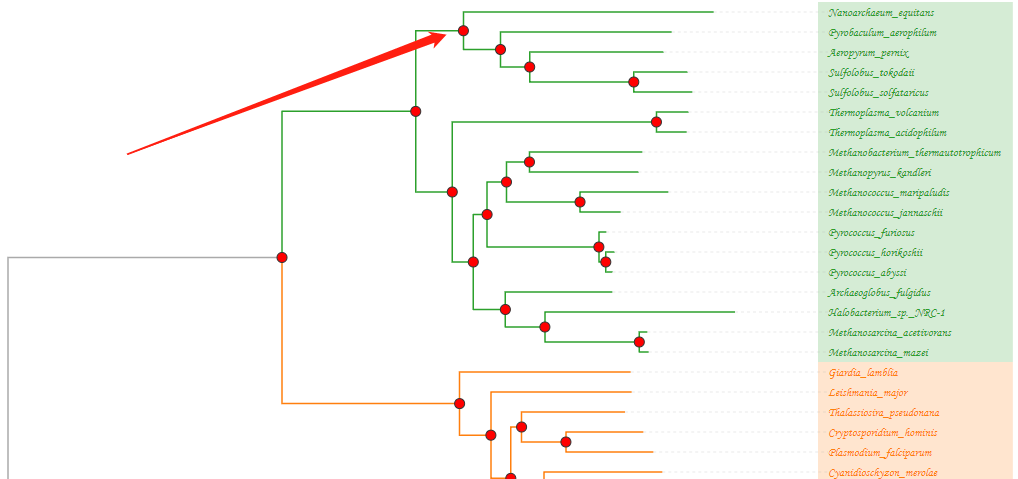 Nanoarchaeum_equitans
Pyrobaculum_aerophilum
Aeropyrum_pernix
Sulfolobus_tokodaii
Sulfolobus_solfataricus
Thermoplasma_volcanium
Thermoplasma_acidophilum
Methanobacterium_thermautotrophicum
Methanopyrus_kandleri
Methanococcus_maripaludis
Methanococcus_jannaschii
Pyrococcus_furiosus
Pyrococcus_horikoshii
Pyrococcus_abyssi
Archaeoglobus_fulgidus
Halobacterium_sp._NRC-1
Methanosarcina_acetivorans
Methanosarcina_mazei
Giardia_lamblia
Leishmania_major
Thalassiosira_pseudonana
Cryptosporidium_hominis
Plasmodium_falciparum
Cyanidioschyzon_merolae